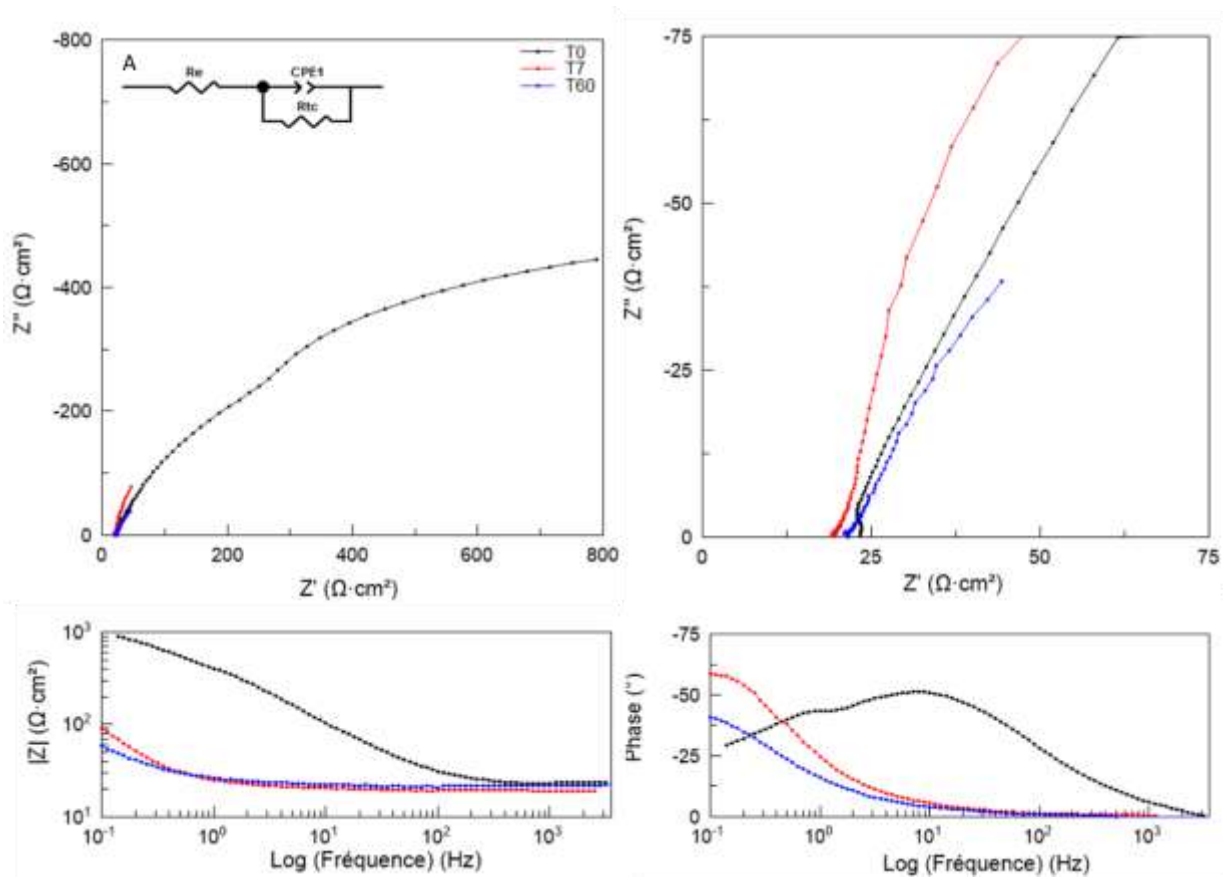 -800
-600
-400
-200
0
Z'' (Ω·cm²)
A
Re
CPE1
Rtc
T0
T7
T60
0
200
400
600
800
Z' (Ω·cm²)
-75
-50
-25
0
Z'' (Ω·cm²)
0
25
50
75
Z' (Ω·cm²)
10³
10²
10¹
|Z| (Ω·cm²)
10⁻¹
10⁰
10¹
10²
10³
Log (Fréquence) (Hz)
-75
-50
-25
0
Phase (°)
10⁻¹
10⁰
10¹
10²
10³
Log (Fréquence) (Hz)